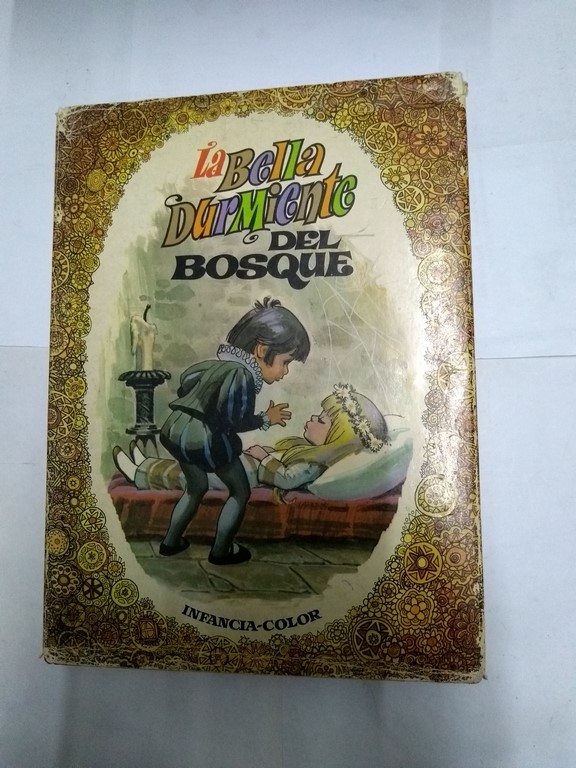 La Bella
Durmiente
DEL
BOSQUE
INFANCIA-COLOR